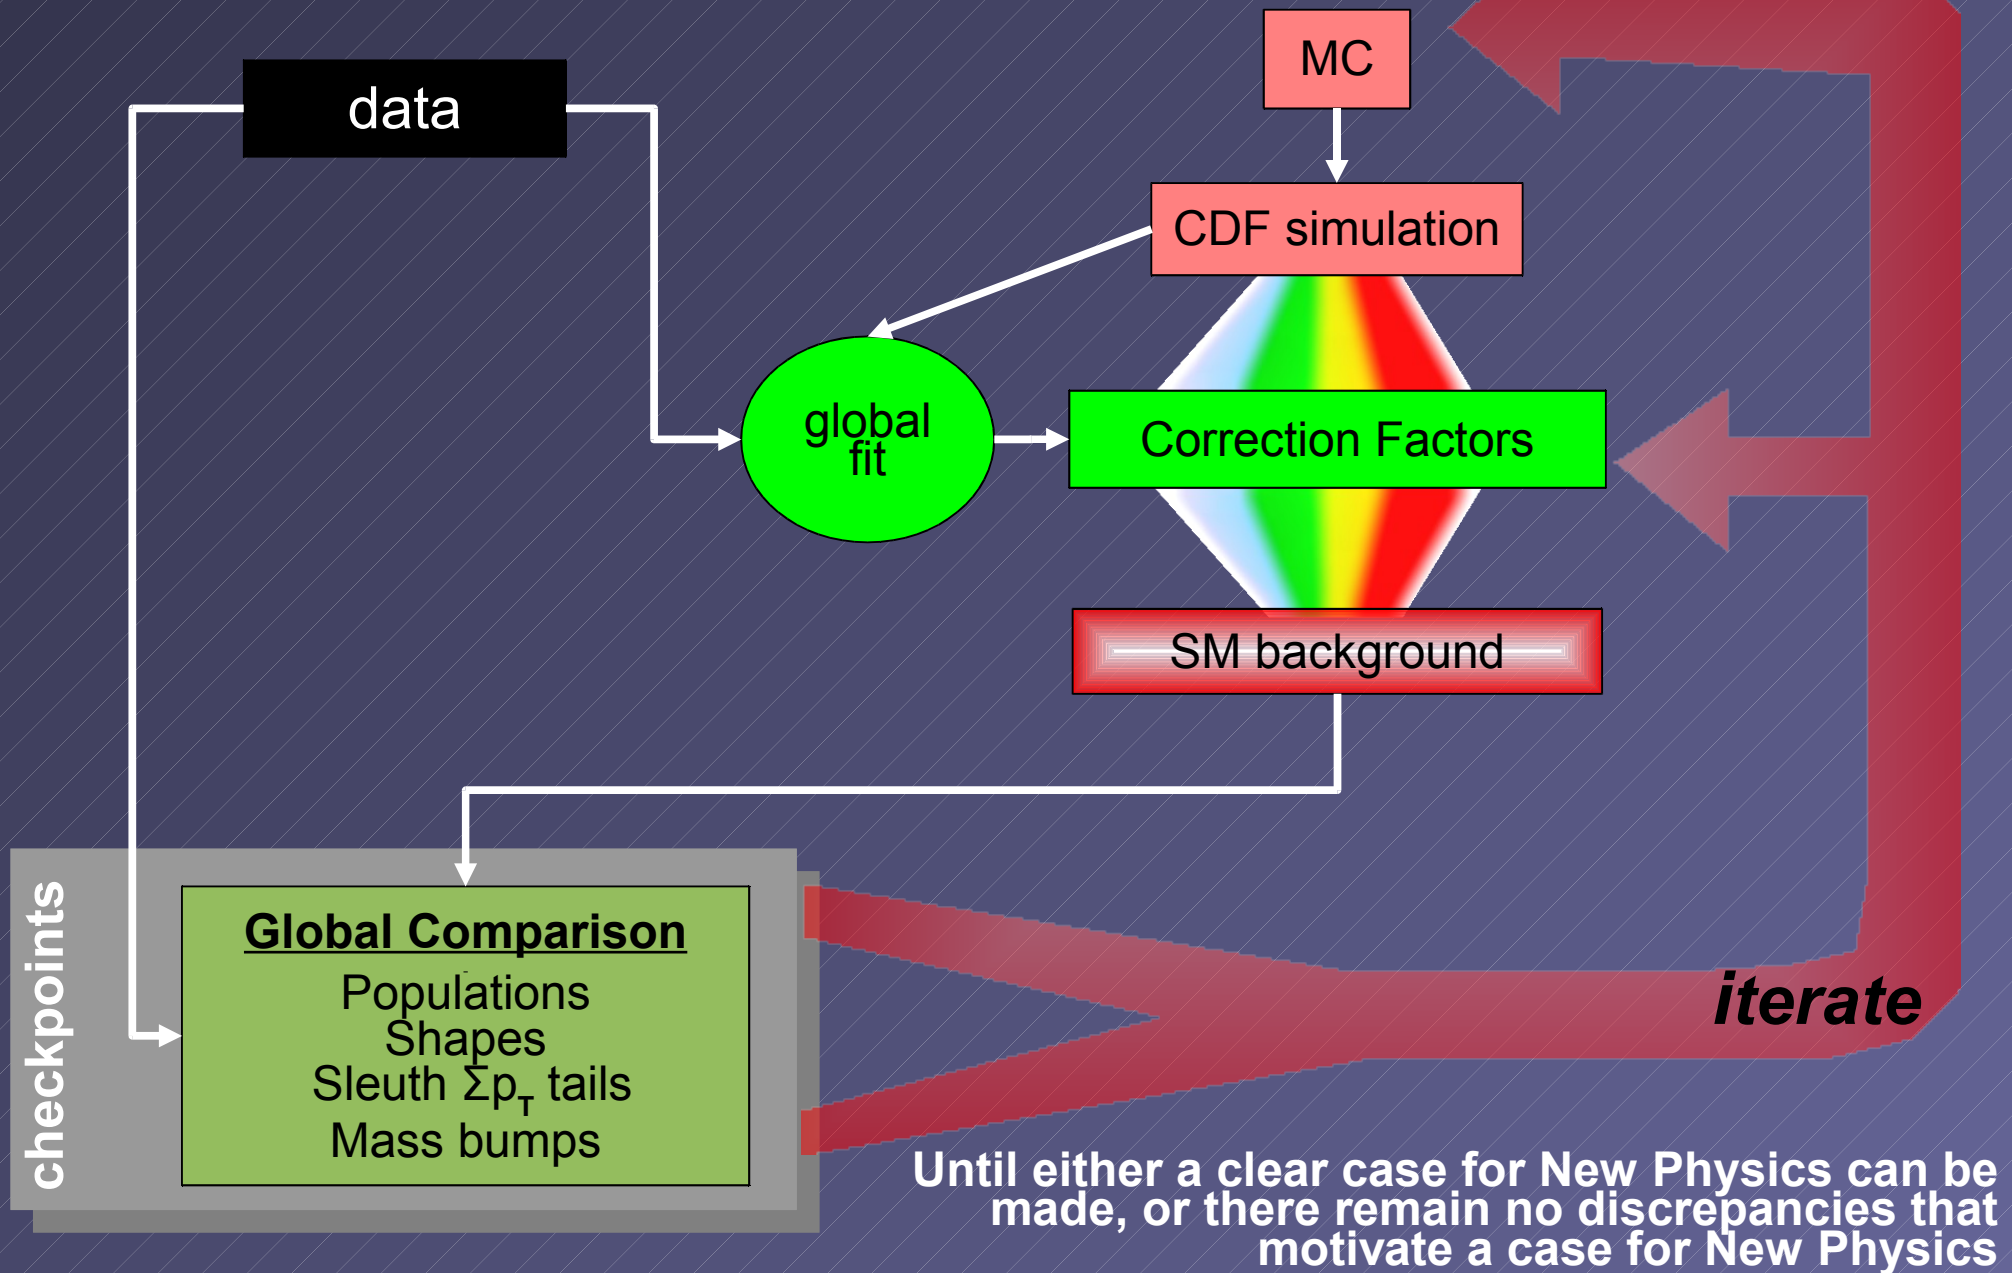 MC
data
CDF simulation
global
fit
Correction Factors
SM background
checkpoints
Global Comparison
Populations
Shapes
Sleuth Σp_T tails
Mass bumps
iterate
Until either a clear case for New Physics can be
made, or there remain no discrepancies that
motivate a case for New Physics